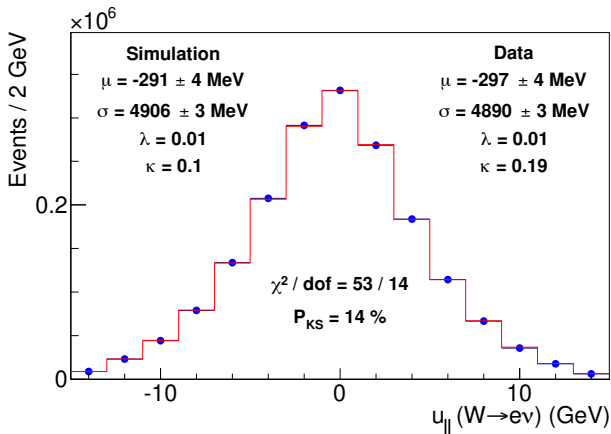 ×10⁶
Events / 2 GeV
Simulation
μ = -291 ± 4 MeV
σ = 4906 ± 3 MeV
λ = 0.01
κ = 0.1
Data
μ = -297 ± 4 MeV
σ = 4890 ± 3 MeV
λ = 0.01
κ = 0.19
0.2
χ² / dof = 53 / 14
P_KS = 14 %
0
-10 0 10
u_|| (W→eν) (GeV)